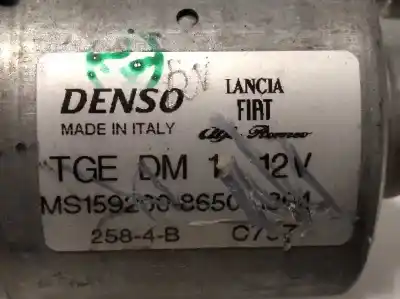 DENSO
MADE IN ITALY
LANCIA
FIAT
Alfa Romeo
TGE DM 12V
258-4-B